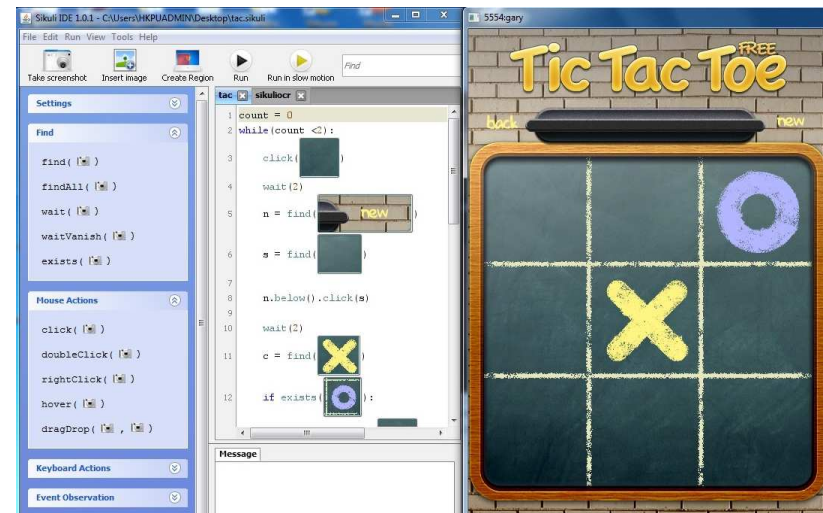 Sikuli IDE 1.0.1 - C:\Users\HKPUADMIN\Desktop\tac.sikuli
File Edit Run View Tools Help
Take screenshot Insert image Create Region Run Run in slow motion Find
Settings
Find
find( )
findAll( )
wait( )
waitVanish( )
exists( )
Mouse Actions
click( )
doubleClick( )
rightClick( )
hover( )
dragDrop( , )
Keyboard Actions
Event Observation
tac sikuliocr
1 count = 0
2 while(count <2):
3 click( )
4 wait(2)
5 n = find( new )
6 s = find( )
7
8 n.below().click(s)
9
10 wait(2)
11 c = find( X )
12 if exists( O ):
Message
5554:gary
Tic Tac Toe
FREE
back new